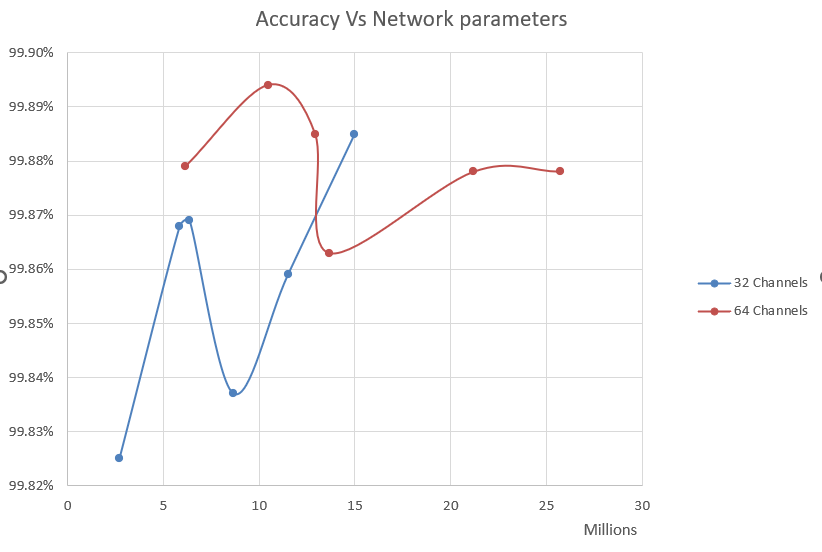 Accuracy Vs Network parameters
99.90%
99.89%
99.88%
99.87%
99.86%
99.85%
99.84%
99.83%
99.82%
0 5 10 15 20 25 30
Millions
32 Channels
64 Channels